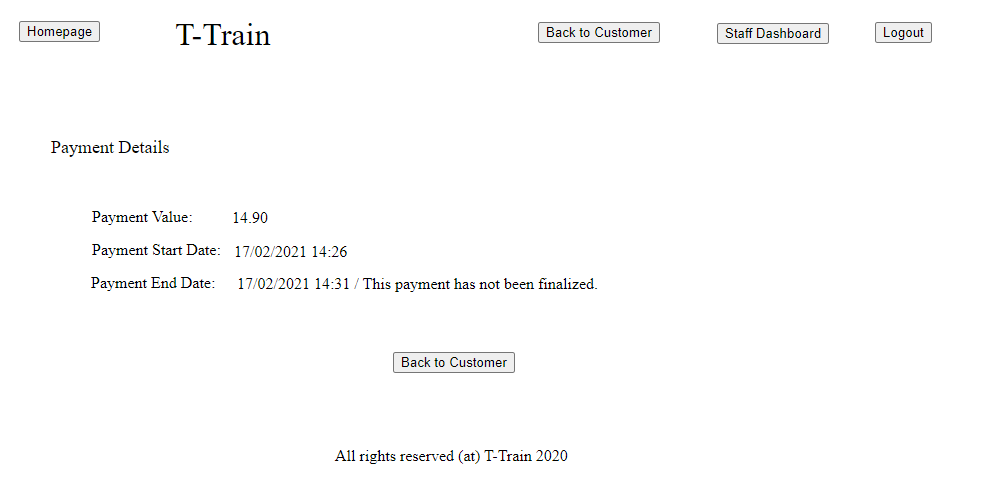 Homepage T-Train Back to Customer Staff Dashboard Logout
Payment Details
Payment Value: 14.90
Payment Start Date: 17/02/2021 14:26
Payment End Date: 17/02/2021 14:31 / This payment has not been finalized.
Back to Customer
All rights reserved (at) T-Train 2020